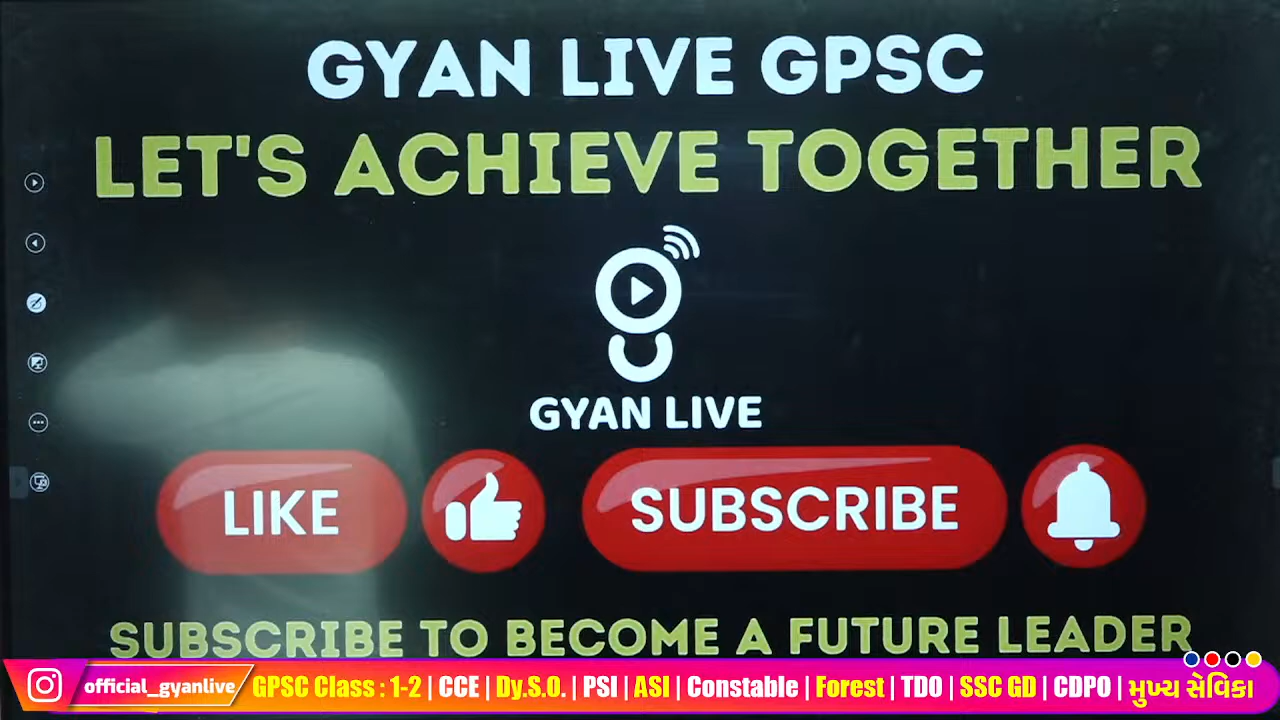 GYAN LIVE GPSC
LET'S ACHIEVE TOGETHER
GYAN LIVE
LIKE
SUBSCRIBE
SUBSCRIBE TO BECOME A FUTURE LEADER
official_gyanlive
GPSC Class : 1-2 | CCE | Dy.S.O. | PSI | ASI | Constable | Forest | TDO | SSC GD | CDPO | મુખ્ય સેવિકા